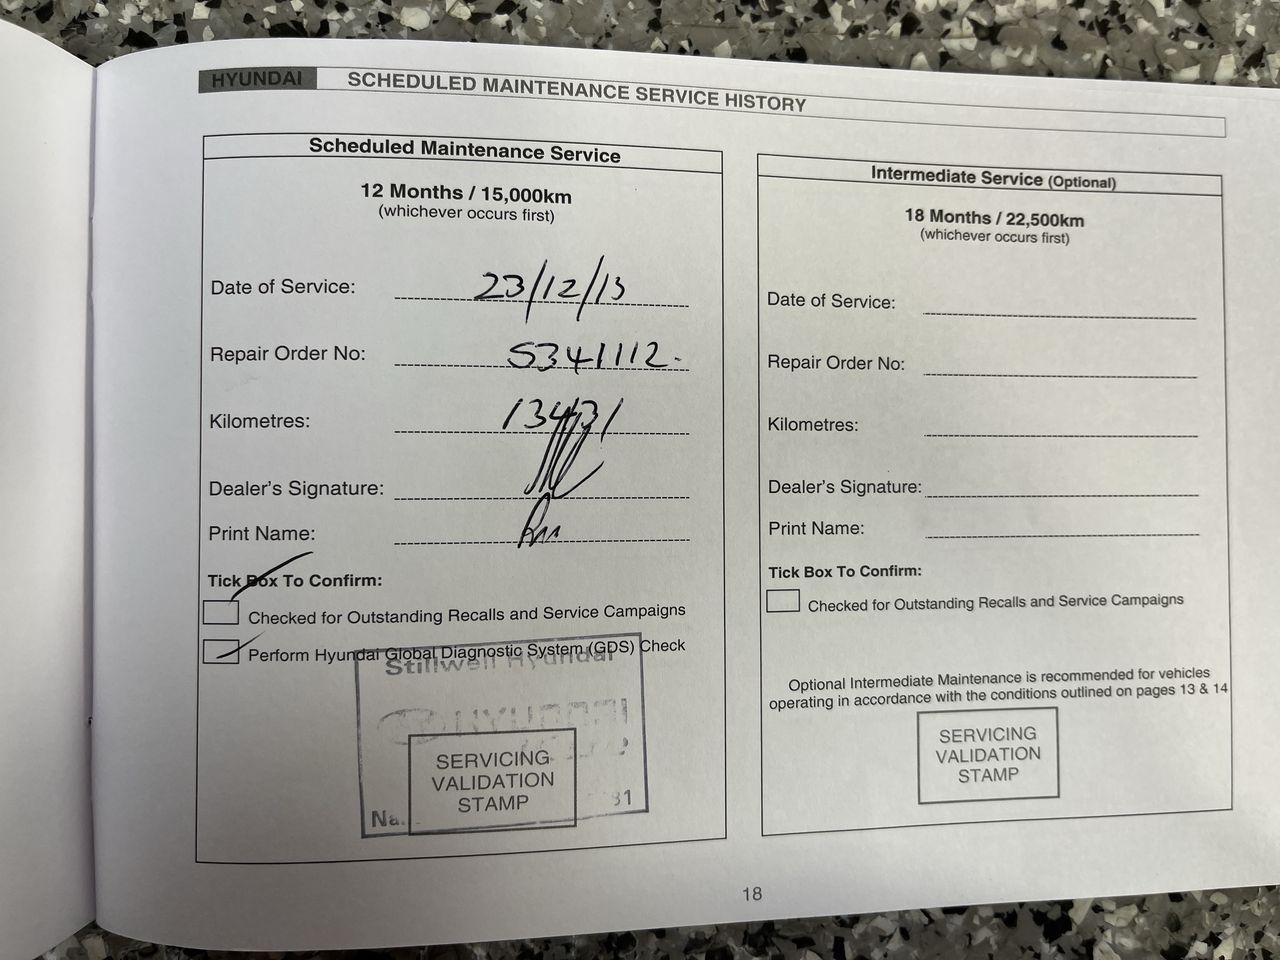 HYUNDAI SCHEDULED MAINTENANCE SERVICE HISTORY
Scheduled Maintenance Service
12 Months / 15,000km
(whichever occurs first)
Date of Service: 23/12/13
Repair Order No: S341112.
Kilometres: 13431
Dealer's Signature:
Print Name:
Tick Box To Confirm:
Checked for Outstanding Recalls and Service Campaigns
Perform Hyundai Global Diagnostic System (GDS) Check
Stillwell Hyundai
HYUNDAI
SERVICING
VALIDATION
STAMP
Intermediate Service (Optional)
18 Months / 22,500km
(whichever occurs first)
Date of Service:
Repair Order No:
Kilometres:
Dealer's Signature:
Print Name:
Tick Box To Confirm:
Checked for Outstanding Recalls and Service Campaigns
Optional Intermediate Maintenance is recommended for vehicles
operating in accordance with the conditions outlined on pages 13 & 14
SERVICING
VALIDATION
STAMP
18